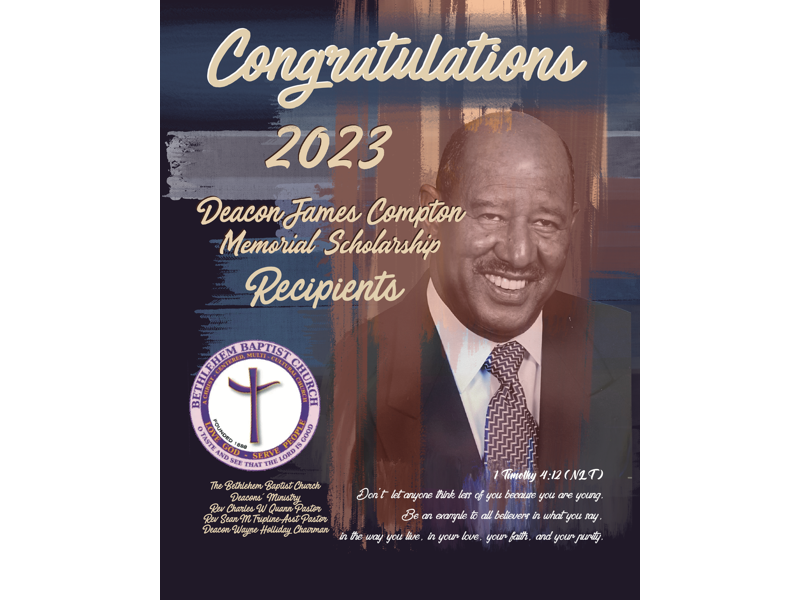 Congratulations
2023
Deacon James Compton
Memorial Scholarship
Recipients
BETHLEHEM BAPTIST CHURCH
A CHRIST-CENTERED, MULTI-CULTURAL CHURCH
FOUNDED 1898
LOVE GOD - SERVE PEOPLE
O TASTE AND SEE THAT THE LORD IS GOOD
The Bethlehem Baptist Church
Deacons' Ministry
Rev Charles W Quann Pastor
Rev Sean M Tripline-Asst Pastor
Deacon Wayne Holliday Chairman
1 Timothy 4:12 (NLT)
Don't let anyone think less of you because you are young.
Be an example to all believers in what you say,
in the way you live, in your love, your faith, and your purity.